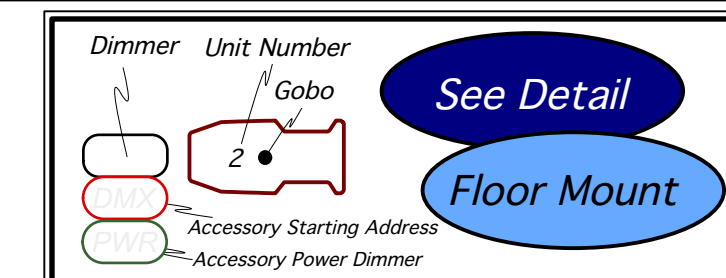 Dimmer
Unit Number
Gobo
See Detail
2
DMX
Floor Mount
Accessory Starting Address
PWR
Accessory Power Dimmer